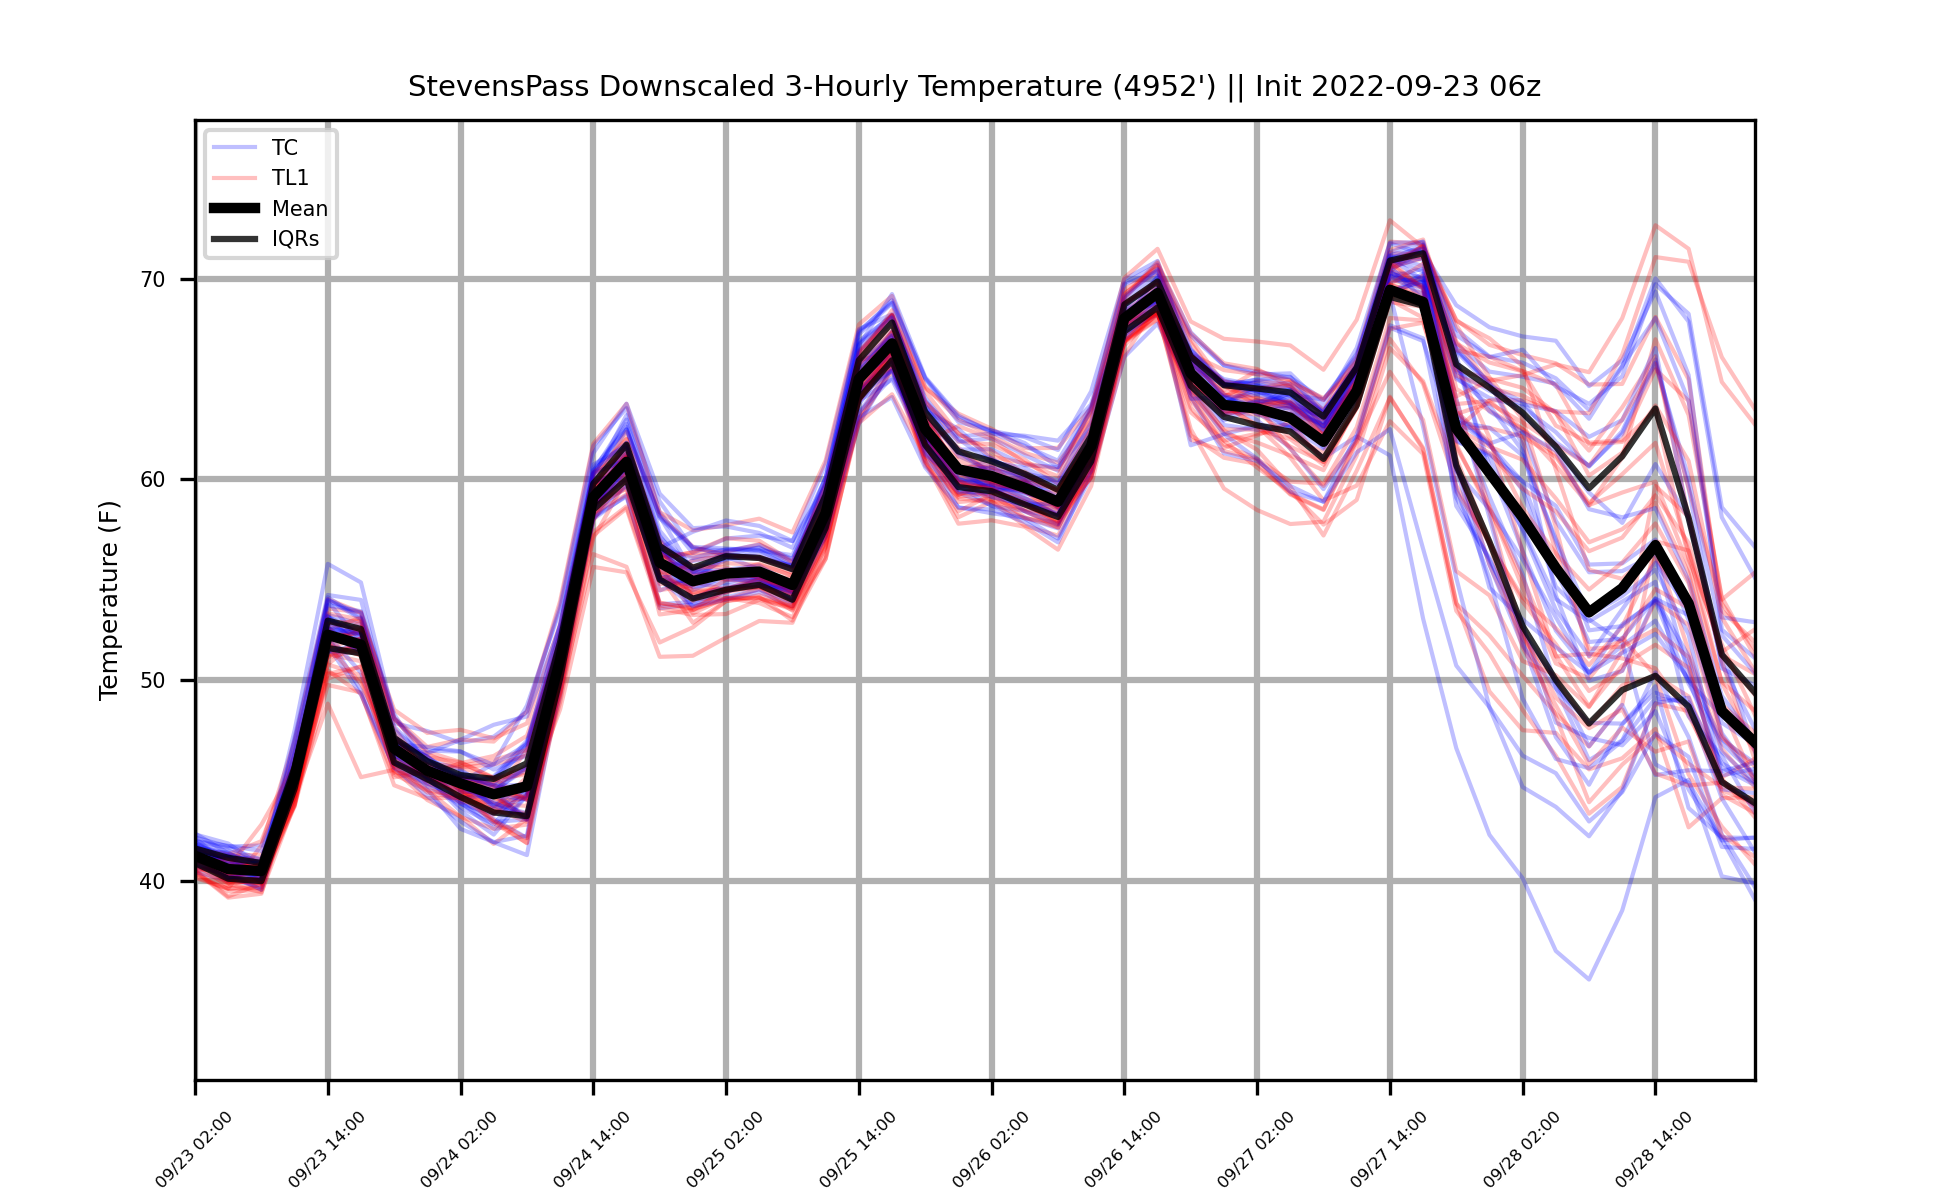 StevensPass Downscaled 3-Hourly Temperature (4952') || Init 2022-09-23 06z
TC
TL1
Mean
IQRs
Temperature (F)
70
60
50
40
09/23 02:00
09/23 14:00
09/24 02:00
09/24 14:00
09/25 02:00
09/25 14:00
09/26 02:00
09/26 14:00
09/27 02:00
09/27 14:00
09/28 02:00
09/28 14:00